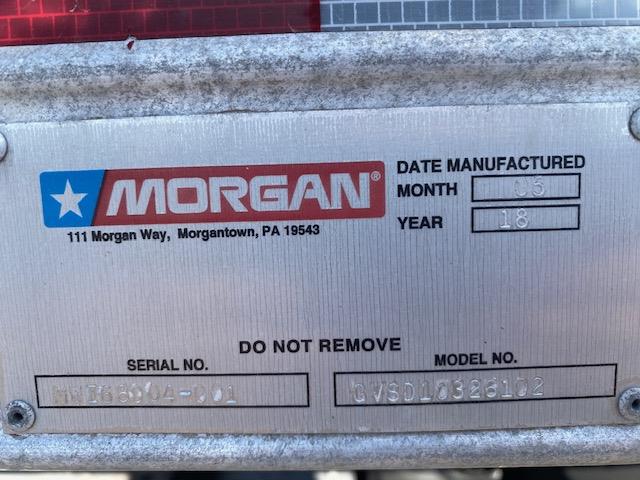 MORGAN®
111 Morgan Way, Morgantown, PA 19543
DATE MANUFACTURED
MONTH 05
YEAR 18
DO NOT REMOVE
SERIAL NO.
MODEL NO.
GVSD10326102